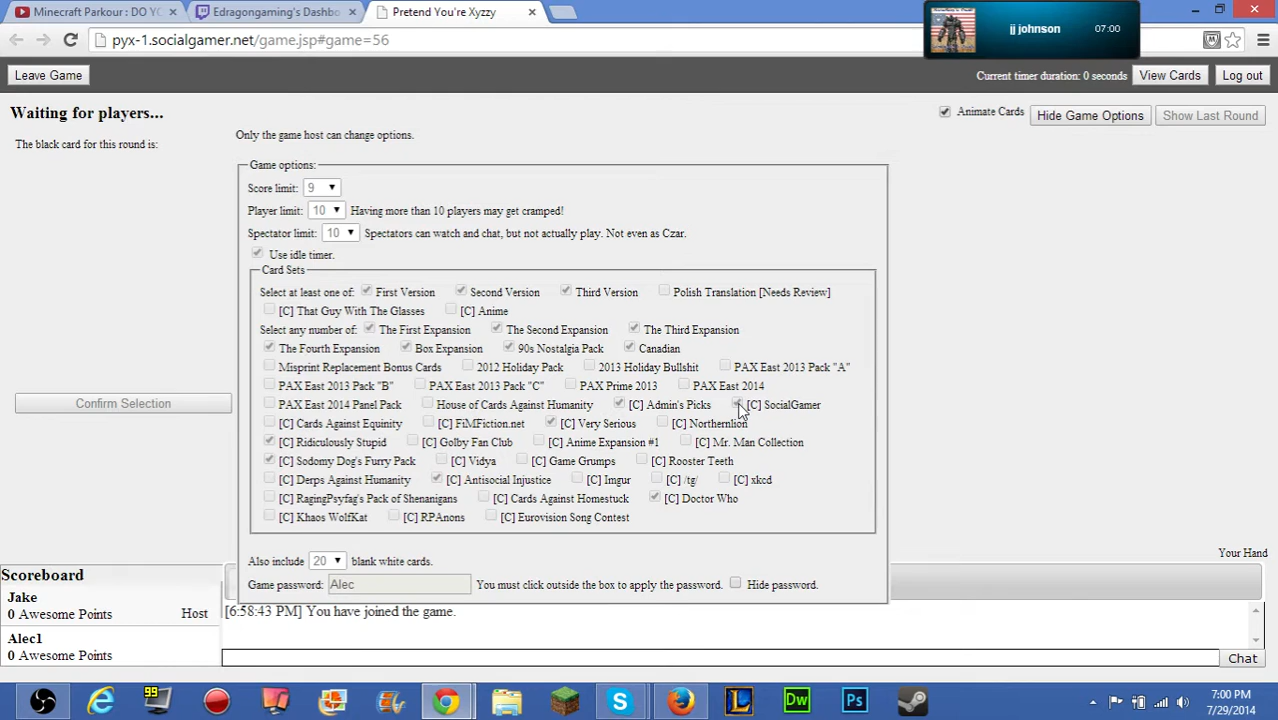 Minecraft Parkour : DO YO
Edragongaming's Dashbo
Pretend You're Xyzzy
pyx-1.socialgamer.net/game.jsp#game=56
jj johnson 07:00
Leave Game
Current timer duration: 0 seconds View Cards Log out
Waiting for players...
Animate Cards Hide Game Options Show Last Round
The black card for this round is:
Only the game host can change options.
Game options:
Score limit: 9
Player limit: 10 Having more than 10 players may get cramped!
Spectator limit: 10 Spectators can watch and chat, but not actually play. Not even as Czar.
Use idle timer.
Card Sets
Select at least one of: First Version Second Version Third Version Polish Translation [Needs Review]
[C] That Guy With The Glasses [C] Anime
Select any number of: The First Expansion The Second Expansion The Third Expansion
The Fourth Expansion Box Expansion 90s Nostalgia Pack Canadian
Misprint Replacement Bonus Cards 2012 Holiday Pack 2013 Holiday Bullshit PAX East 2013 Pack "A"
PAX East 2013 Pack "B" PAX East 2013 Pack "C" PAX Prime 2013 PAX East 2014
PAX East 2014 Panel Pack House of Cards Against Humanity [C] Admin's Picks [C] SocialGamer
[C] Cards Against Equinity [C] FiMFiction.net [C] Very Serious [C] Northernlion
[C] Ridiculously Stupid [C] Golby Fan Club [C] Anime Expansion #1 [C] Mr. Man Collection
[C] Sodomy Dog's Furry Pack [C] Vidya [C] Game Grumps [C] Rooster Teeth
[C] Derps Against Humanity [C] Antisocial Injustice [C] Imgur [C] /tg/ [C] xkcd
[C] RagingPsyfag's Pack of Shenanigans [C] Cards Against Homestuck [C] Doctor Who
[C] Khaos WolfKat [C] RPAnons [C] Eurovision Song Contest
Confirm Selection
Also include 20 blank white cards.
Game password: Alec You must click outside the box to apply the password. Hide password.
Your Hand
Scoreboard
Jake
0 Awesome Points Host
Alec1
0 Awesome Points
[6:58:43 PM] You have joined the game.
Chat
99
Dw
Ps
7:00 PM
7/29/2014